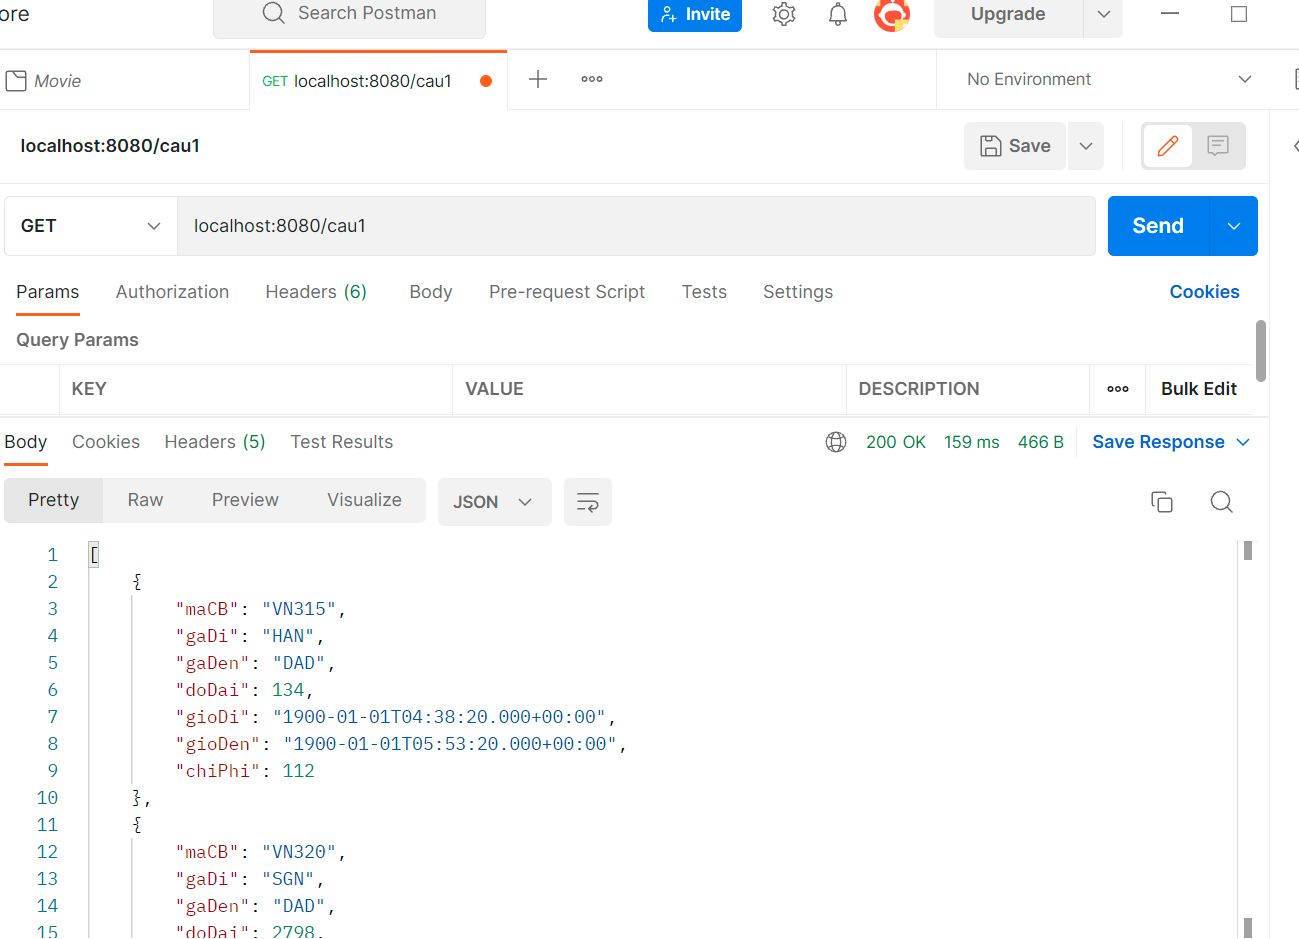 ore
Search Postman
Invite
Upgrade
Movie
GET localhost:8080/cau1
ooo
No Environment
localhost:8080/cau1
Save
GET
localhost:8080/cau1
Send
Params
Authorization
Headers (6)
Body
Pre-request Script
Tests
Settings
Cookies
Query Params
KEY
VALUE
DESCRIPTION
ooo
Bulk Edit
Body
Cookies
Headers (5)
Test Results
200 OK
159 ms
466 B
Save Response
Pretty
Raw
Preview
Visualize
JSON
1 [
2 {
3 "maCB": "VN315",
4 "gaDi": "HAN",
5 "gaDen": "DAD",
6 "doDai": 134,
7 "gioDi": "1900-01-01T04:38:20.000+00:00",
8 "gioDen": "1900-01-01T05:53:20.000+00:00",
9 "chiPhi": 112
10 },
11 {
12 "maCB": "VN320",
13 "gaDi": "SGN",
14 "gaDen": "DAD",
15 "doDai": 2798,